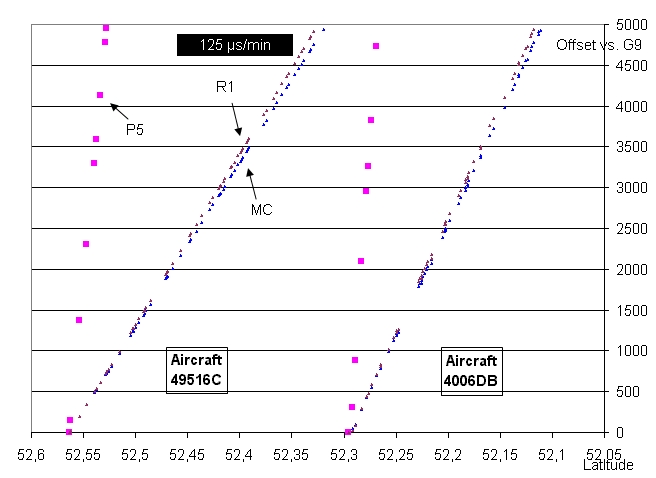 5000
125 µs/min
Offset vs. G9
4500
R1
4000
P5
3500
MC
3000
2500
2000
1500
Aircraft
49516C
Aircraft
4006DB
1000
500
0
52,6 52,55 52,5 52,45 52,4 52,35 52,3 52,25 52,2 52,15 52,1 52,05
Latitude